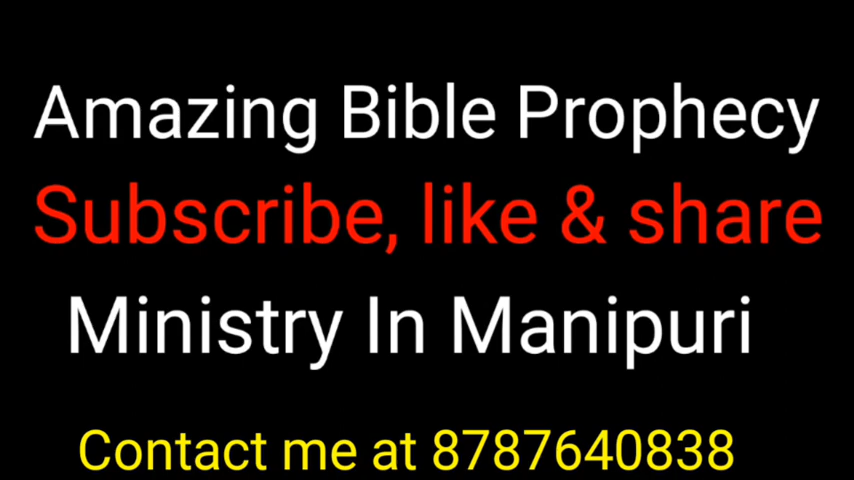 Amazing Bible Prophecy
Subscribe, like & share
Ministry In Manipuri
Contact me at 8787640838